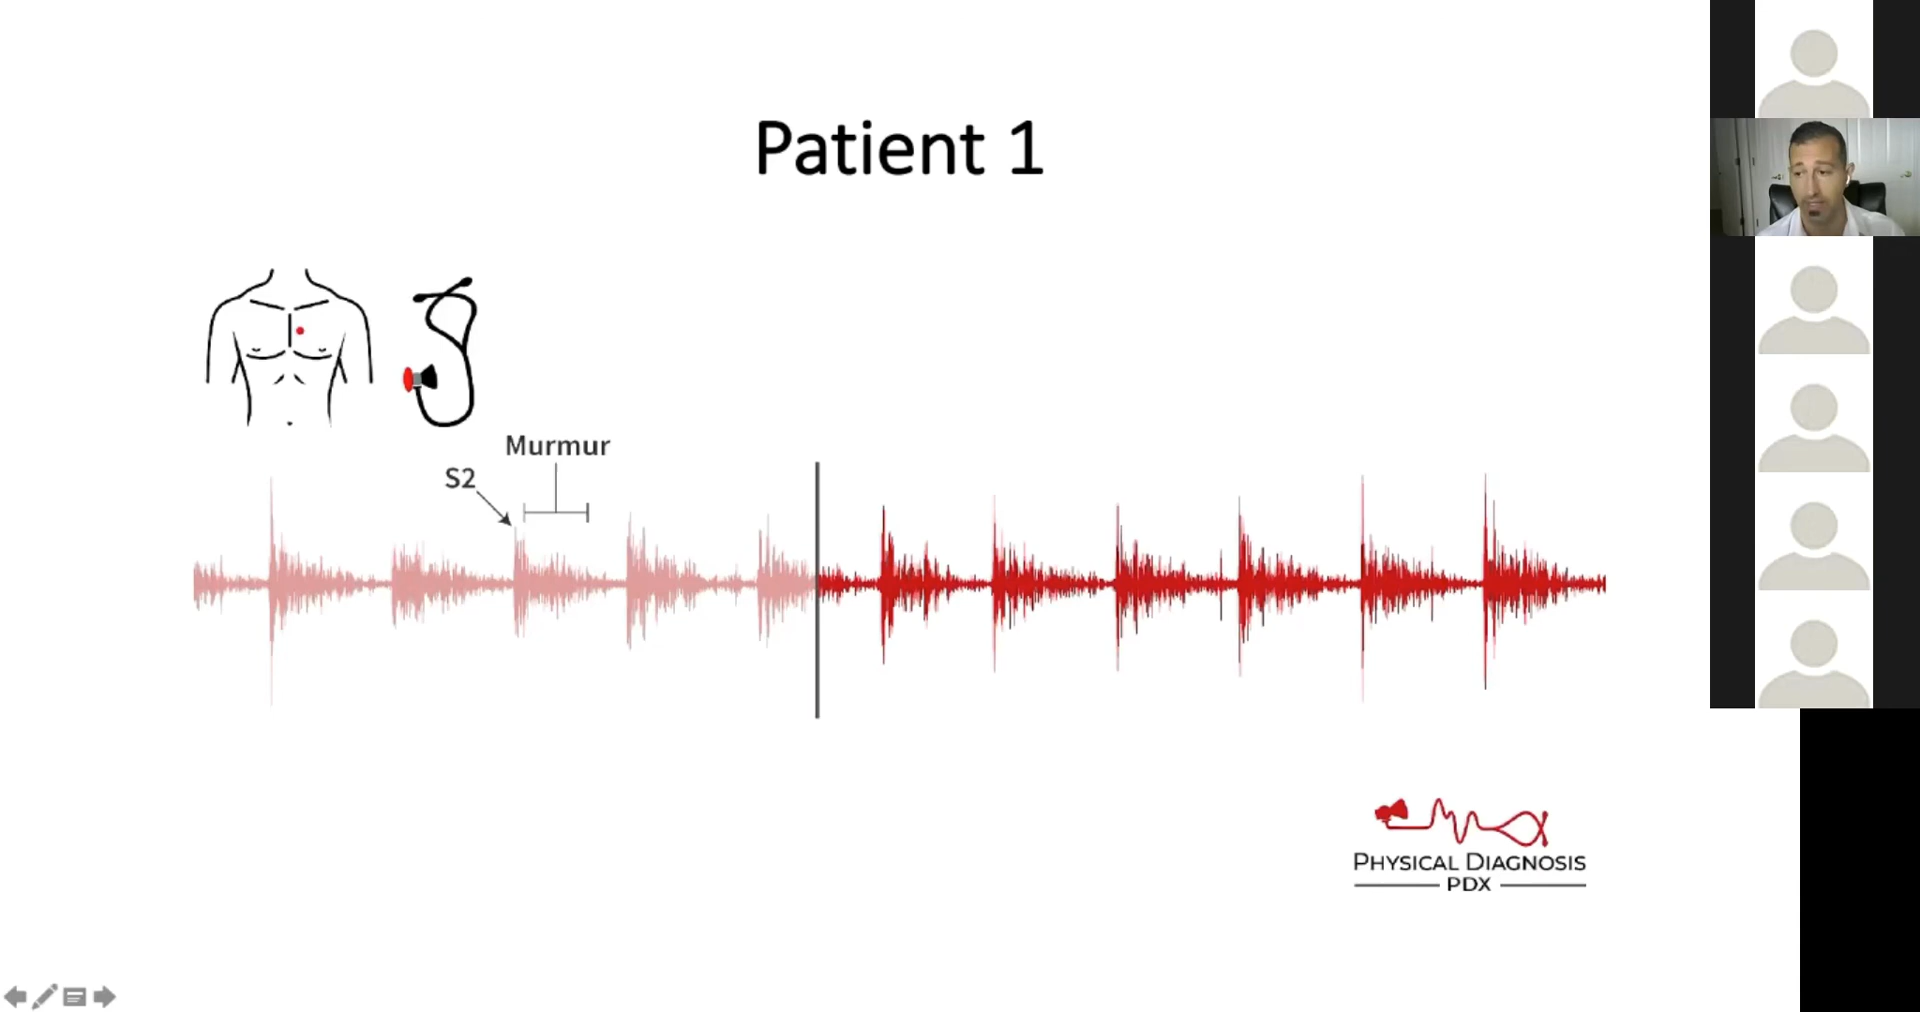 Patient 1
Murmur
S2
PHYSICAL DIAGNOSIS
PDX